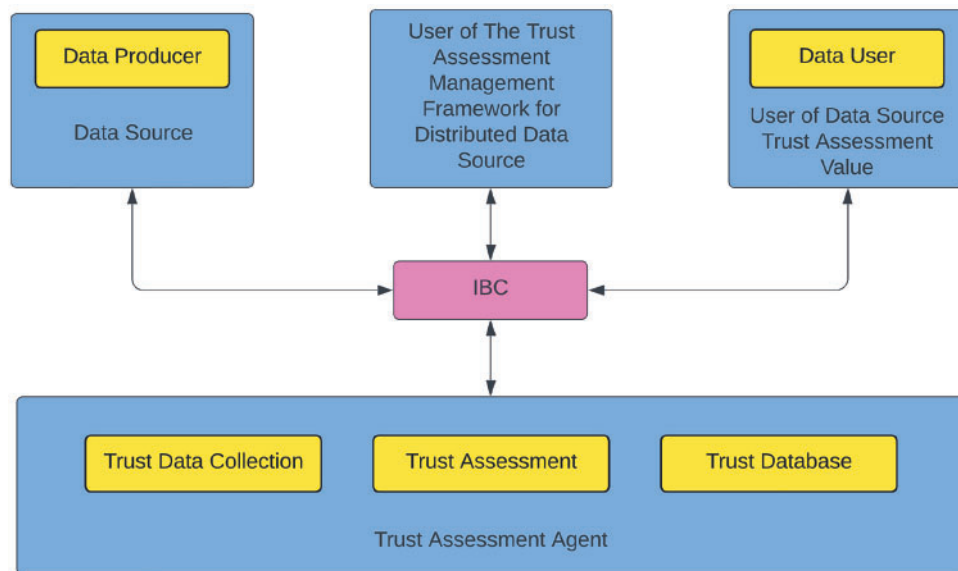 Data Producer
Data Source
User of The Trust
Assessment
Management
Framework for
Distributed Data
Source
Data User
User of Data Source
Trust Assessment
Value
IBC
Trust Data Collection
Trust Assessment
Trust Database
Trust Assessment Agent